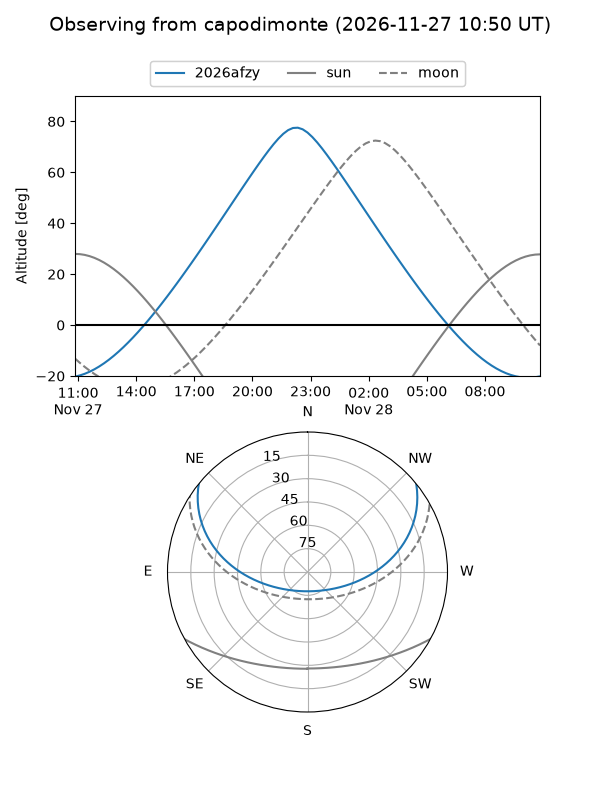 Observing from capodimonte (2026-11-27 10:50 UT)
2026afzy sun moon
80
60
40
20
0
−20
Altitude [deg]
11:00 14:00 17:00 20:00 23:00 02:00 05:00 08:00
Nov 27 Nov 28
N
NE NW
15
30
45
60
75
E W
SE SW
S